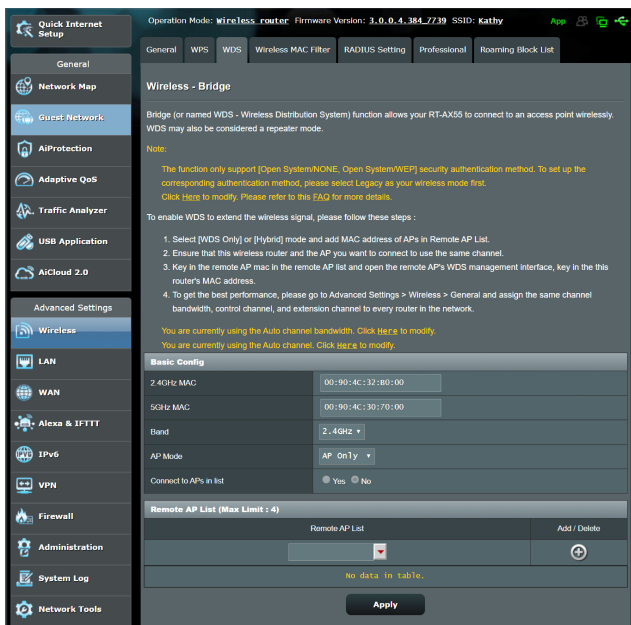 Quick Internet
Setup
General
Network Map
Guest Network
AiProtection
Adaptive QoS
Traffic Analyzer
USB Application
AiCloud 2.0
Advanced Settings
Wireless
LAN
WAN
Alexa & IFTTT
IPv6
VPN
Firewall
Administration
System Log
Network Tools
Operation Mode: Wireless router Firmware Version: 3.0.0.4.384_7739 SSID: Kathy App
General WPS WDS Wireless MAC Filter RADIUS Setting Professional Roaming Block List
Wireless - Bridge
Bridge (or named WDS - Wireless Distribution System) function allows your RT-AX55 to connect to an access point wirelessly.
WDS may also be considered a repeater mode.
Note:
The function only support [Open System/NONE, Open System/WEP] security authentication method. To set up the
corresponding authentication method, please select Legacy as your wireless mode first.
Click Here to modify. Please refer to this FAQ for more details.
To enable WDS to extend the wireless signal, please follow these steps :
1. Select [WDS Only] or [Hybrid] mode and add MAC address of APs in Remote AP List.
2. Ensure that this wireless router and the AP you want to connect to use the same channel.
3. Key in the remote AP mac in the remote AP list and open the remote AP's WDS management interface, key in the this
router's MAC address.
4. To get the best performance, please go to Advanced Settings > Wireless > General and assign the same channel
bandwidth, control channel, and extension channel to every router in the network.
You are currently using the Auto channel bandwidth. Click Here to modify.
You are currently using the Auto channel. Click Here to modify.
Basic Config
2.4GHz MAC 00:90:4C:32:B0:00
5GHz MAC 00:90:4C:30:70:00
Band 2.4GHz
AP Mode AP Only
Connect to APs in list Yes No
Remote AP List (Max Limit : 4)
Remote AP List Add / Delete
No data in table.
Apply